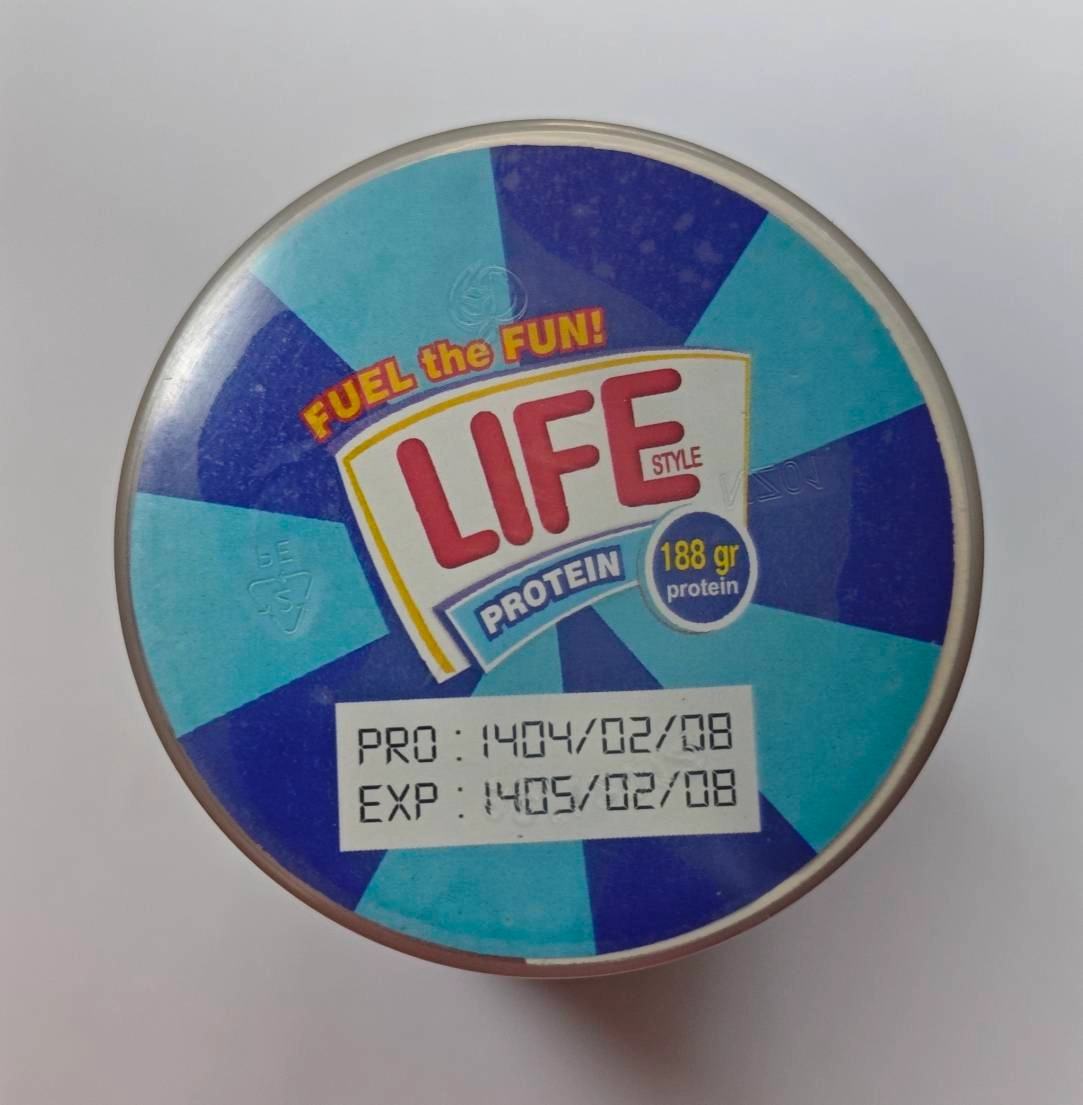 FUEL the FUN!
LIFE
STYLE
PROTEIN
188 gr
protein
PRO : 1404/02/08
EXP : 1405/02/08